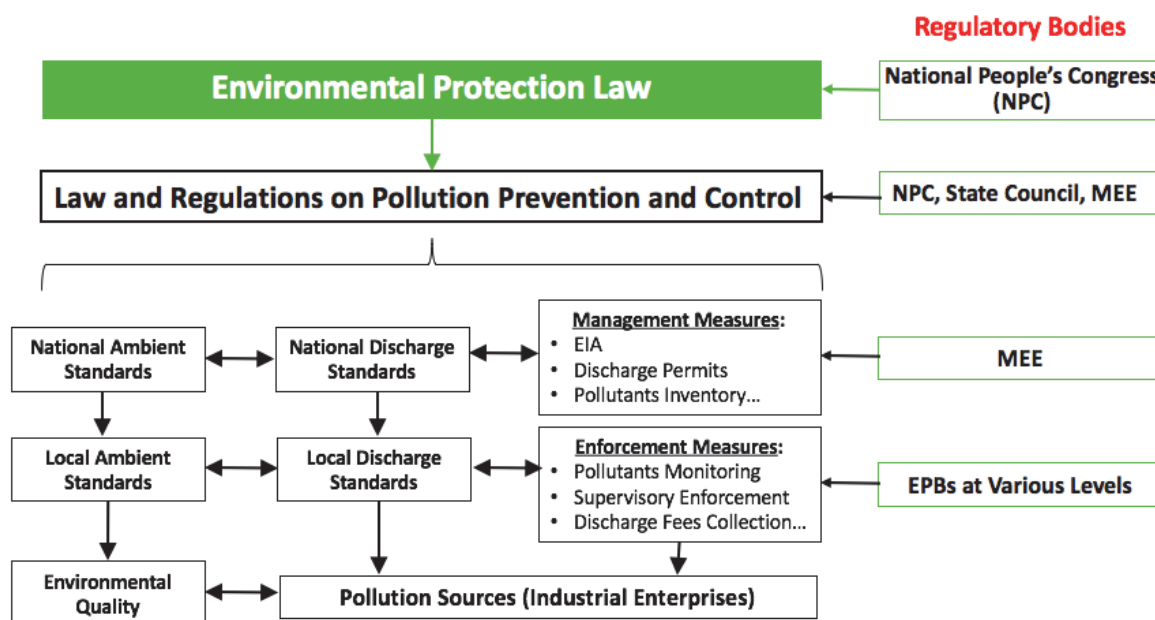 Regulatory Bodies
Environmental Protection Law
National People's Congress
(NPC)
Law and Regulations on Pollution Prevention and Control
NPC, State Council, MEE
National Ambient
Standards
National Discharge
Standards
Management Measures:
• EIA
• Discharge Permits
• Pollutants Inventory...
MEE
Local Ambient
Standards
Local Discharge
Standards
Enforcement Measures:
• Pollutants Monitoring
• Supervisory Enforcement
• Discharge Fees Collection...
EPBs at Various Levels
Environmental
Quality
Pollution Sources (Industrial Enterprises)